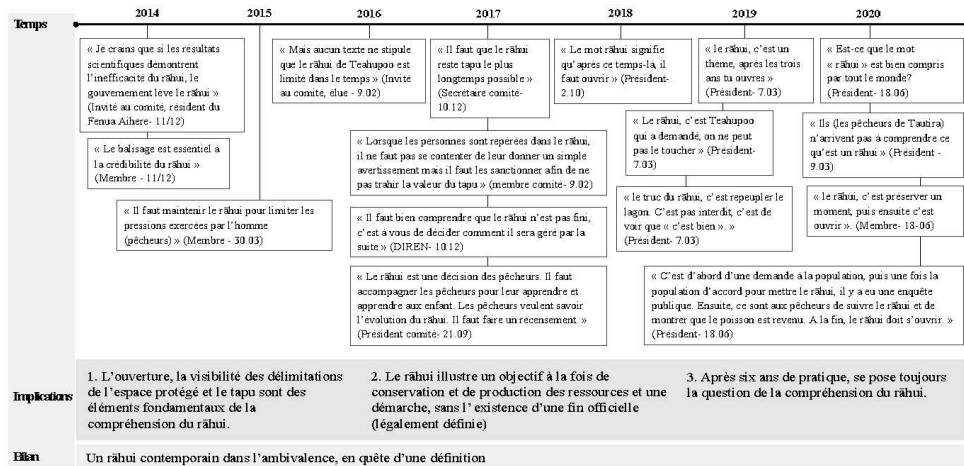 Temps
2014 2015 2016 2017 2018 2019 2020
« Je crains que si les résultats
scientifiques démontrent
l'inefficacité du rāhui, le
gouvernement lève le rāhui »
(Invité au comité, résident du
Fenua Aihere- 11/12)
« Le balisage est essentiel à
la crédibilité du rāhui »
(Membre - 11/12)
« Il faut maintenir le rāhui pour limiter les
pressions exercées par l'homme
(pêcheurs) » (Membre - 30.03)
« Mais aucun texte ne stipule
que le rāhui de Teahupoo est
limité dans le temps » (Invité
au comité, élue - 9.02)
« Il faut que le rāhui
reste tapu le plus
longtemps possible »
(Secrétaire comité-
10.12)
« Lorsque les personnes sont repérées dans le rāhui,
il ne faut pas se contenter de leur donner un simple
avertissement mais il faut les sanctionner afin de ne
pas trahir la valeur du tapu » (membre comité- 9.02)
« Il faut bien comprendre que le rāhui n'est pas fini,
c'est à vous de décider comment il sera géré par la
suite » (DIREN- 10.12)
« Le rāhui est une décision des pêcheurs. Il faut
accompagner les pêcheurs pour leur apprendre et
apprendre aux enfant. Les pêcheurs veulent savoir
l'évolution du rāhui. Il faut faire un recensement. »
(Président comité- 21.09)
« Le mot rāhui signifie
qu'après ce temps-là, il
faut ouvrir » (Président-
2.10)
« le rāhui, c'est un
thème, après les trois
ans tu ouvres »
(Président- 7.03)
« Le rāhui, c'est Teahupoo
qui a demandé, on ne peut
pas le toucher » (Président-
7.03)
« le truc du rāhui, c'est repeupler le
lagon. C'est pas interdit, c'est de
voir que « c'est bien ». »
(Président- 7.03)
« Est-ce que le mot
« rāhui » est bien compris
par tout le monde?
(Président- 18.06)
« Ils (les pêcheurs de Tautira)
n'arrivent pas à comprendre ce
qu'est un rāhui » (Président -
9.03)
« le rāhui, c'est préserver un
moment, puis ensuite c'est
ouvrir ». (Membre- 18-06)
« C'est d'abord d'une demande à la population, puis une fois la
population d'accord pour mettre le rāhui, il y a eu une enquête
publique. Ensuite, ce sont aux pêcheurs de suivre le rāhui et de
montrer que le poisson est revenu. A la fin, le rāhui doit s'ouvrir. »
(Président- 18.06)
Implications
1. L'ouverture, la visibilité des délimitations
de l'espace protégé et le tapu sont des
éléments fondamentaux de la
compréhension du rāhui.
2. Le rāhui illustre un objectif à la fois de
conservation et de production des ressources et une
démarche, sans l'existence d'une fin officielle
(légalement définie)
3. Après six ans de pratique, se pose toujours
la question de la compréhension du rāhui.
Bilan
Un rāhui contemporain dans l'ambivalence, en quête d'une définition